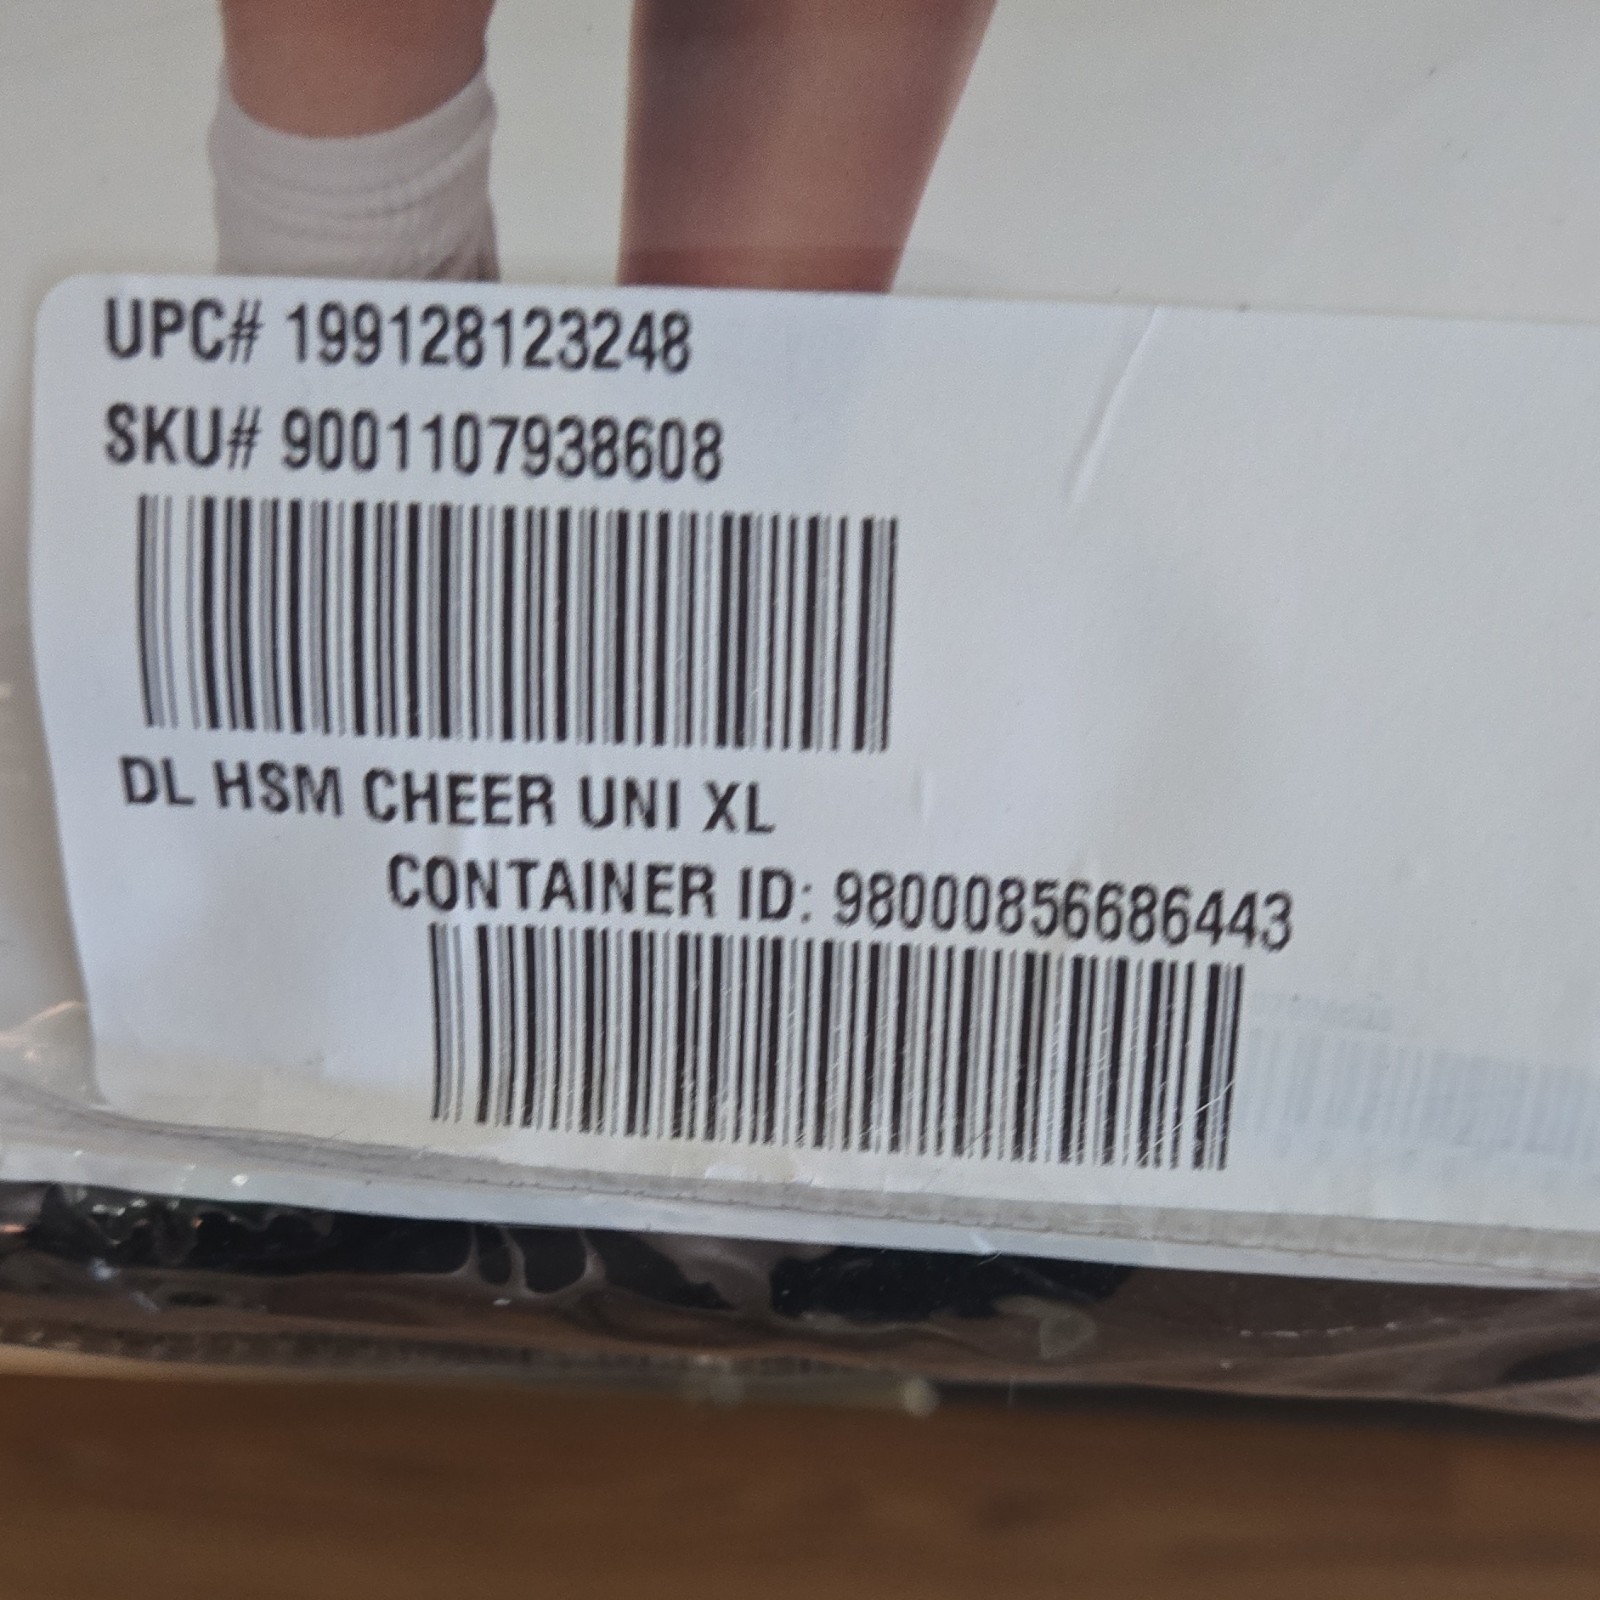 UPC# 199128123248
SKU# 9001107938608
DL HSM CHEER UNI XL
CONTAINER ID: 98000856686443